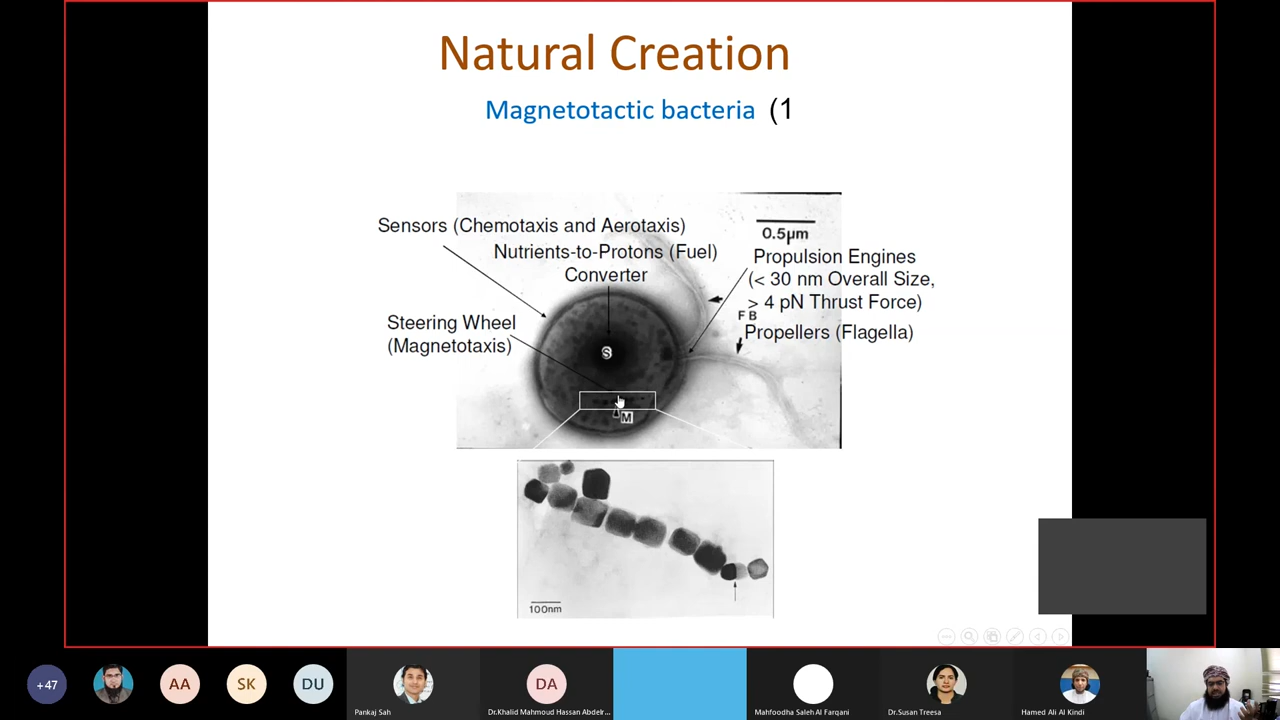 Natural Creation
Magnetotactic bacteria (1
Sensors (Chemotaxis and Aerotaxis)
0.5µm
Nutrients-to-Protons (Fuel)
Converter
Propulsion Engines
(< 30 nm Overall Size,
> 4 pN Thrust Force)
F B
Propellers (Flagella)
Steering Wheel
(Magnetotaxis)
S
M
100nm
+47
AA
SK
DU
Pankaj Sah
DA
Dr.Khalid Mahmoud Hassan Abdelr...
Mahfoodha Saleh Al Farqani
Dr.Susan Treesa
Hamed Ali Al Kindi